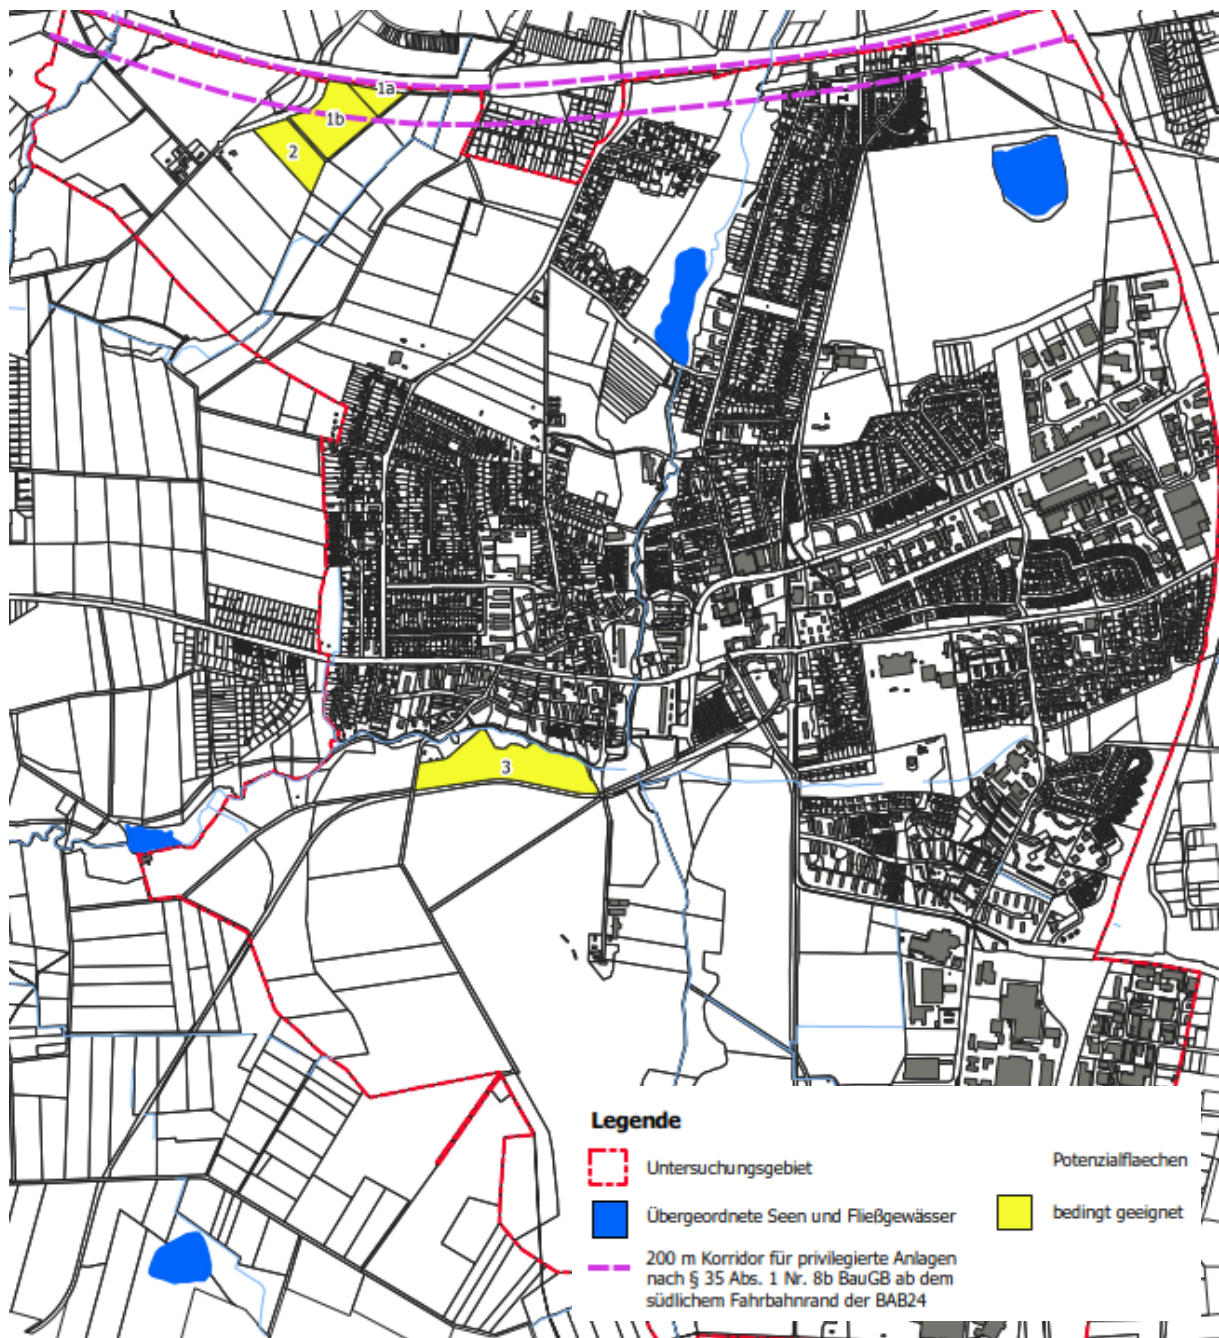 1a
1b
2
3
Legende
Untersuchungsgebiet
Übergeordnete Seen und Fließgewässer
200 m Korridor für privilegierte Anlagen
nach § 35 Abs. 1 Nr. 8b BauGB ab dem
südlichem Fahrbahnrand der BAB24
Potenzialflaechen
bedingt geeignet